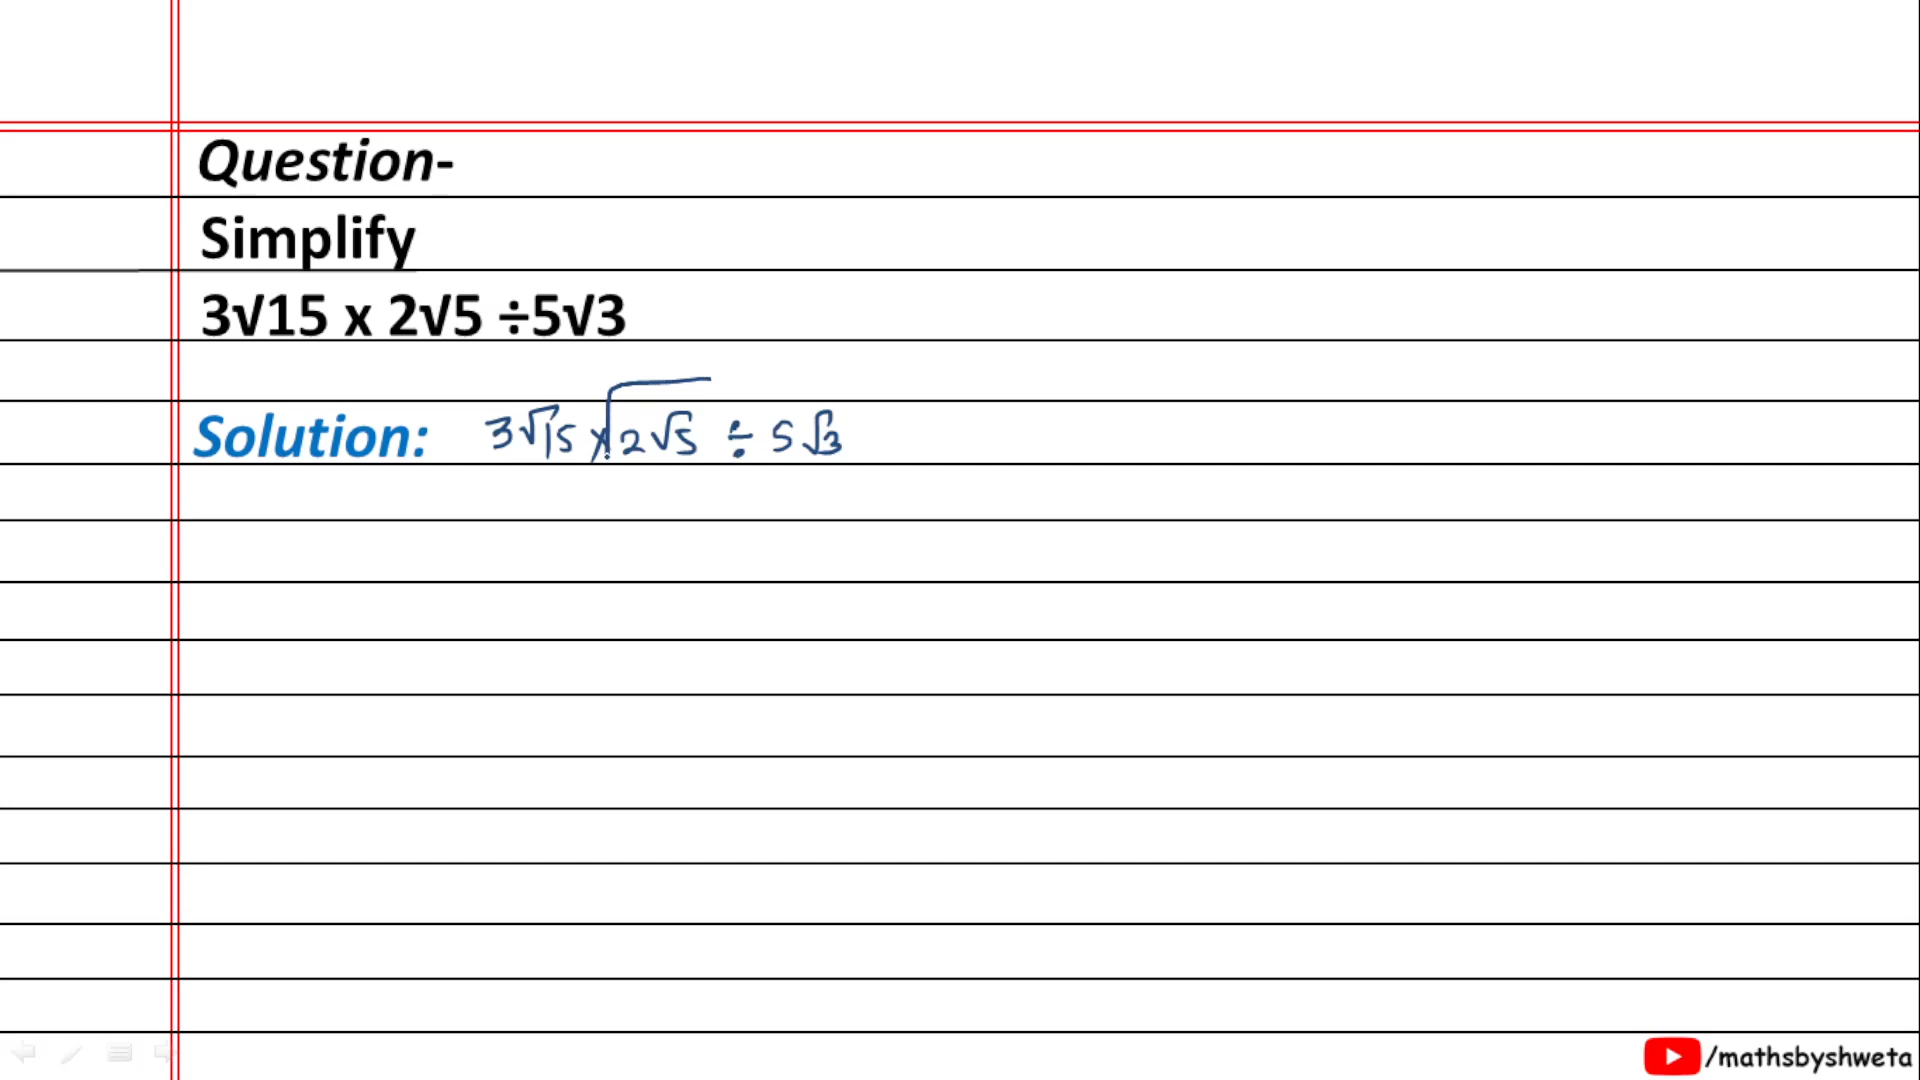 Question-
Simplify
3√15 x 2√5 ÷5√3
Solution: 3√15 x 2√5 ÷ 5√3
/mathsbyshweta